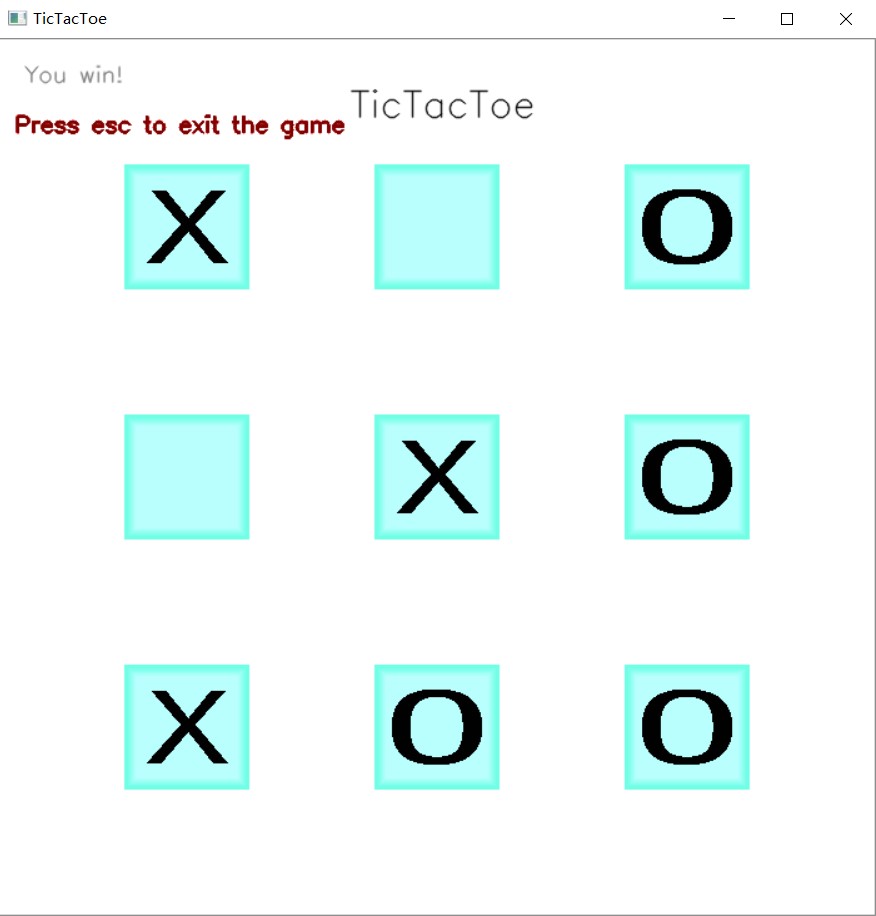 TicTacToe
You win!
TicTacToe
Press esc to exit the game
X O
X O
X O O